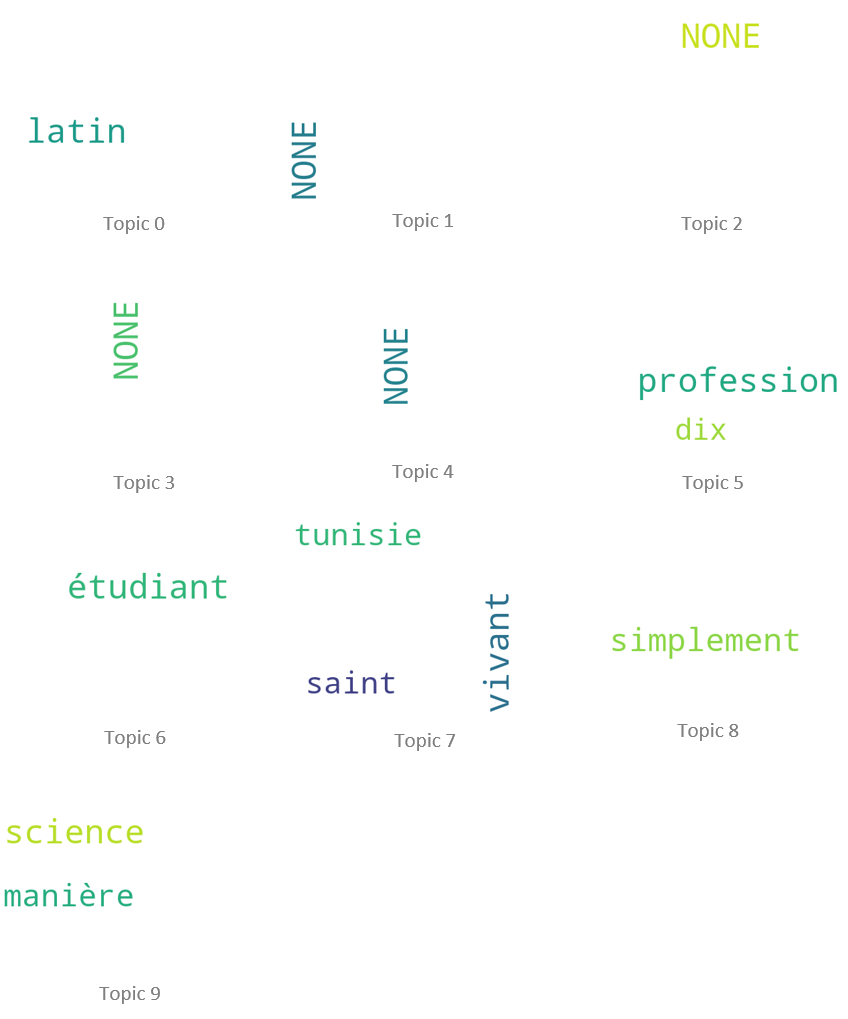 NONE
latin
NONE
Topic 0
Topic 1
Topic 2
NONE
NONE
profession
dix
Topic 3
Topic 4
Topic 5
tunisie
étudiant
vivant
simplement
saint
Topic 6
Topic 7
Topic 8
science
manière
Topic 9